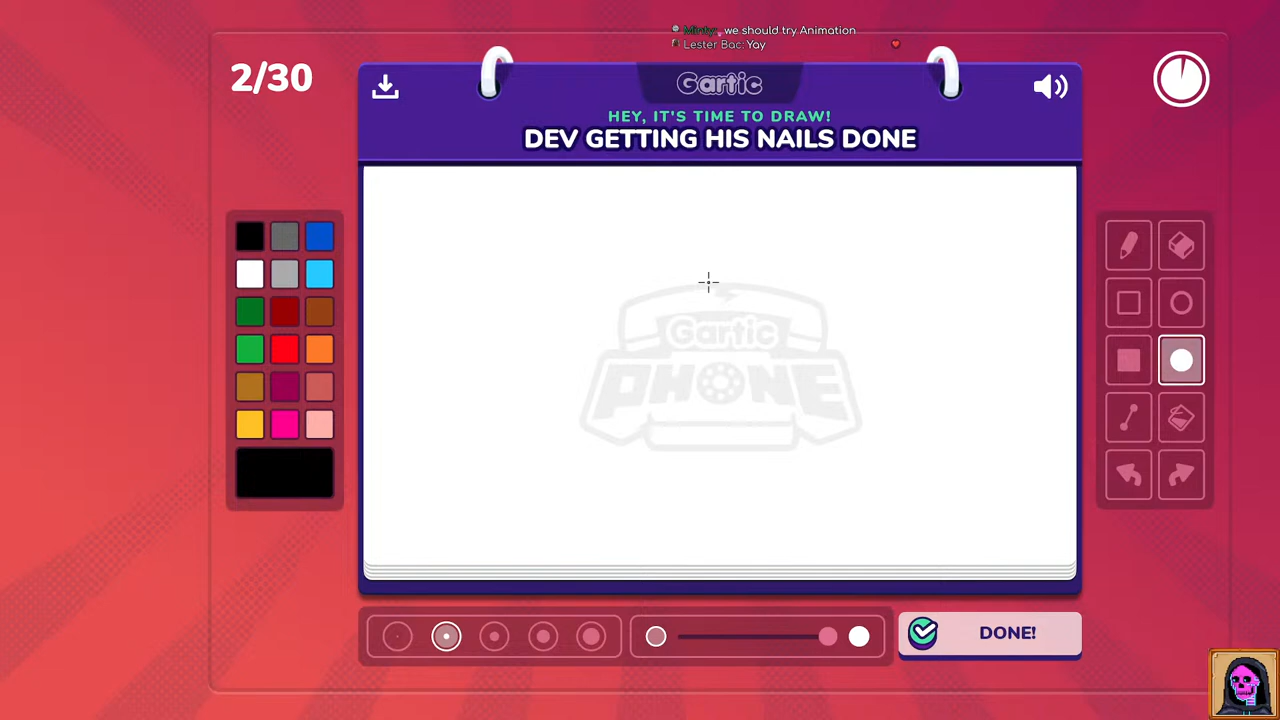 Minty: we should try Animation
Lester Bac: Yay
2/30
Gartic
HEY, IT'S TIME TO DRAW!
DEV GETTING HIS NAILS DONE
Gartic
PHONE
DONE!